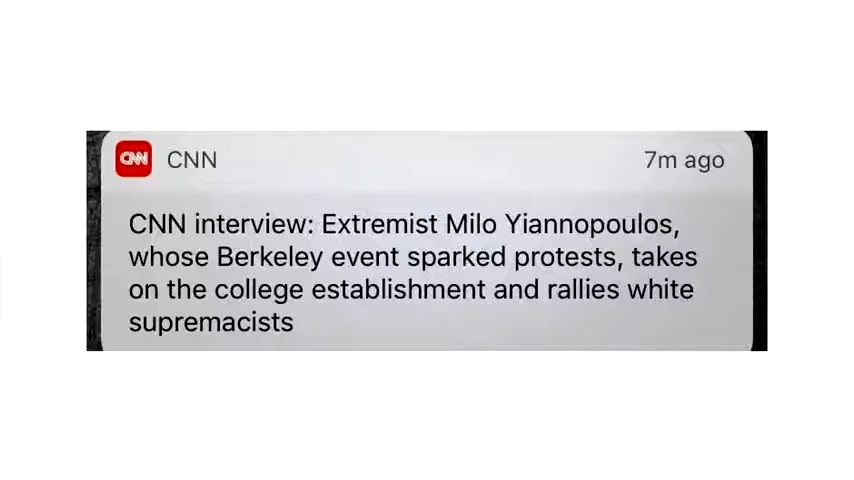 CNN CNN 7m ago
CNN interview: Extremist Milo Yiannopoulos,
whose Berkeley event sparked protests, takes
on the college establishment and rallies white
supremacists